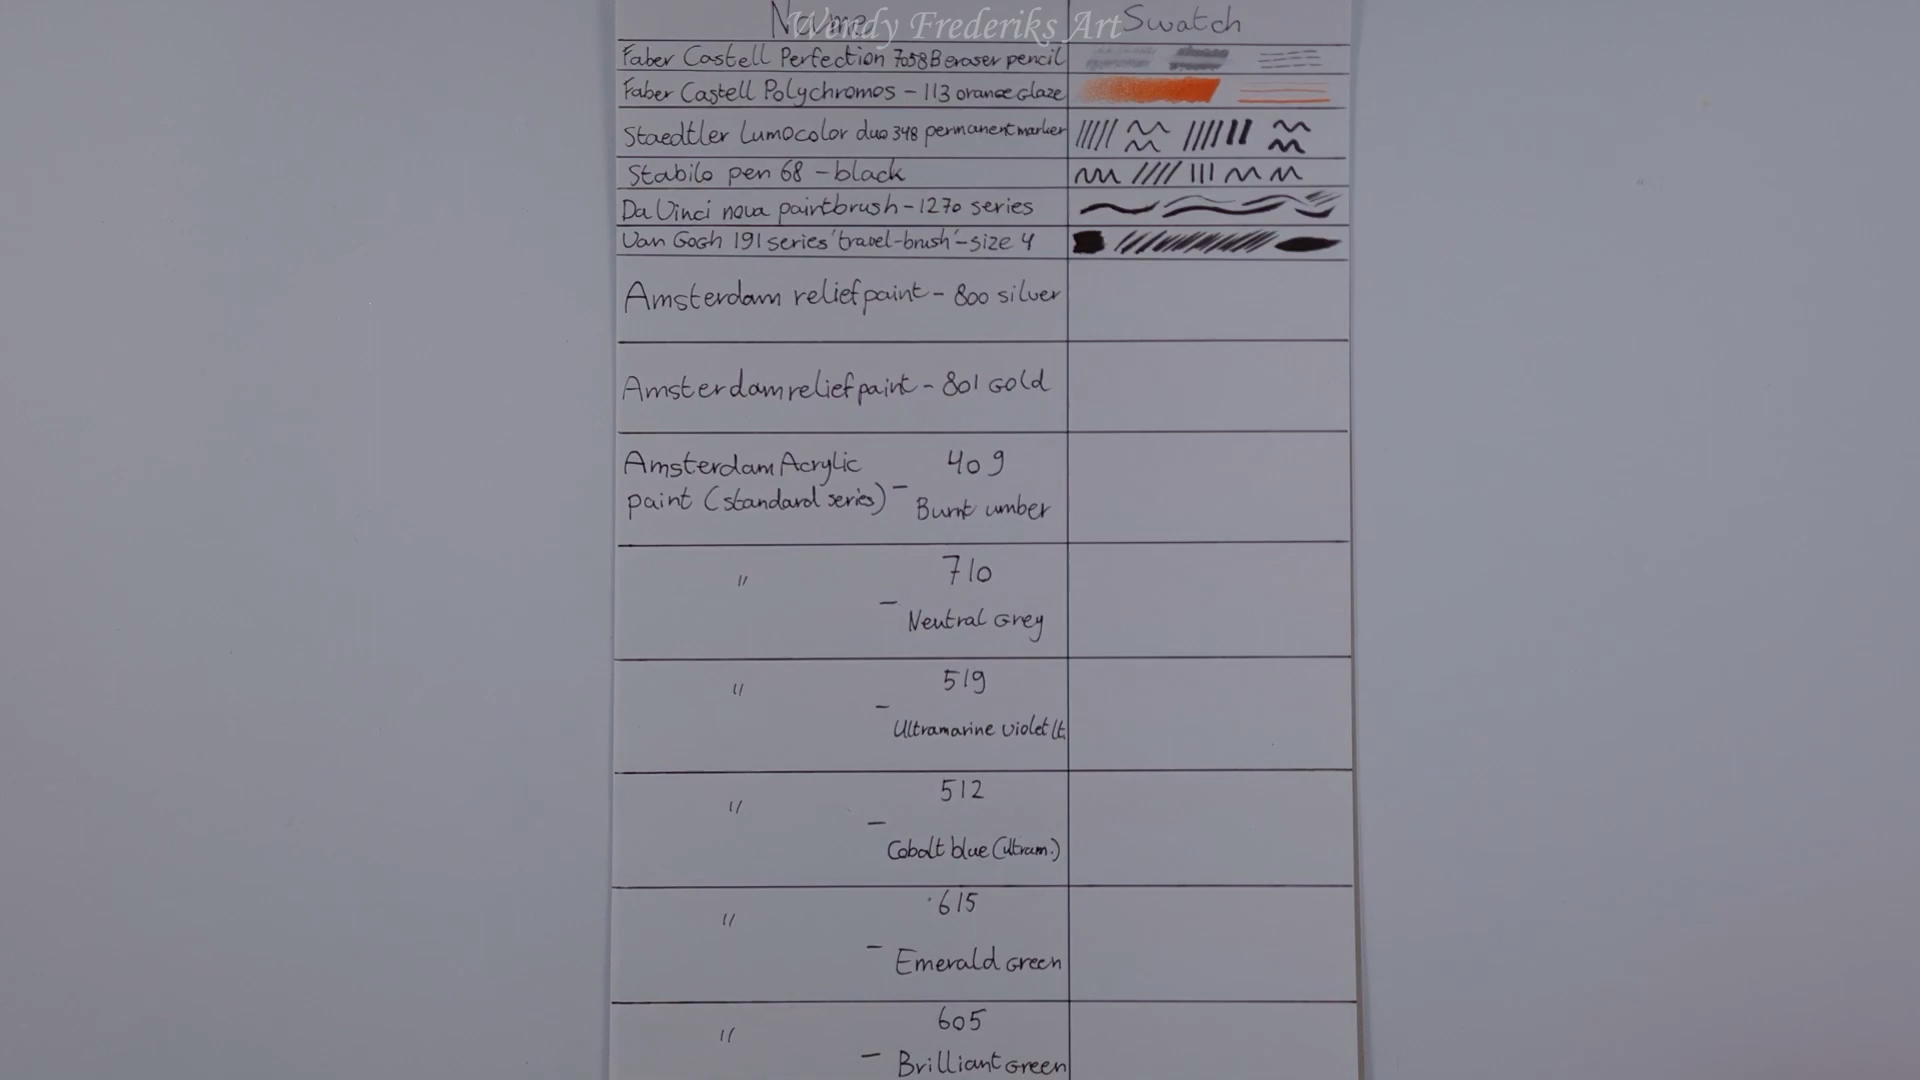 Name Swatch
Wendy Frederiks Art
Faber Castell Perfection 7058B eraser pencil
Faber Castell Polychromos - 113 orange glaze
Staedtler Lumocolor duo 348 permanent marker
Stabilo pen 68 - black
Da Vinci nova paintbrush - 1270 series
Van Gogh 191 series 'travel-brush' - size 4
Amsterdam relief paint - 800 silver
Amsterdam relief paint - 801 Gold
Amsterdam Acrylic
paint (standard series) - 409
Burnt umber
" - 710
Neutral Grey
" - 519
Ultramarine violet lt.
" - 512
Cobalt blue (ultram.)
" - 615
Emerald Green
" - 605
Brilliant Green